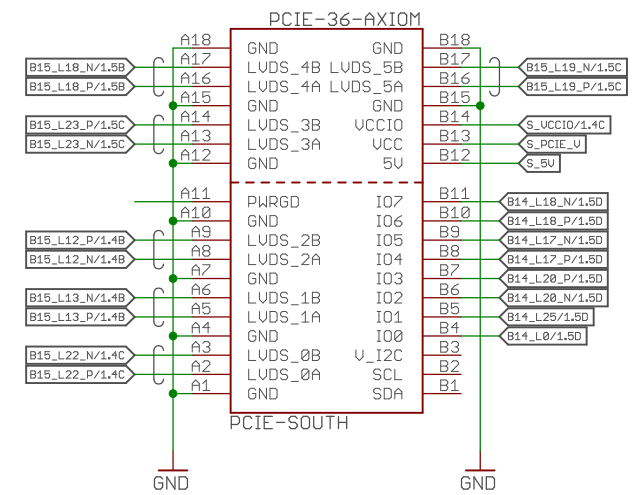 PCIE-36-AXIOM
A18 GND GND B18
B15_L18_N/1.5B A17 LVDS_4B LVDS_5B B17 B15_L19_N/1.5C
B15_L18_P/1.5B A16 LVDS_4A LVDS_5A B16 B15_L19_P/1.5C
A15 GND GND B15
B15_L23_P/1.5C A14 LVDS_3B VCCIO B14 S_VCCIO/1.4C
B15_L23_N/1.5C A13 LVDS_3A VCC B13 S_PCIE_V
A12 GND 5V B12 S_5V
A11 PWRGD IO7 B11 B14_L18_N/1.5D
A10 GND IO6 B10 B14_L18_P/1.5D
B15_L12_P/1.4B A9 LVDS_2B IO5 B9 B14_L17_N/1.5D
B15_L12_N/1.4B A8 LVDS_2A IO4 B8 B14_L17_P/1.5D
A7 GND IO3 B7 B14_L20_P/1.5D
B15_L13_N/1.4B A6 LVDS_1B IO2 B6 B14_L20_N/1.5D
B15_L13_P/1.4B A5 LVDS_1A IO1 B5 B14_L25/1.5D
A4 GND IO0 B4 B14_L0/1.5D
B15_L22_N/1.4C A3 LVDS_0B V_I2C B3
B15_L22_P/1.4C A2 LVDS_0A SCL B2
A1 GND SDA B1
PCIE-SOUTH
GND GND